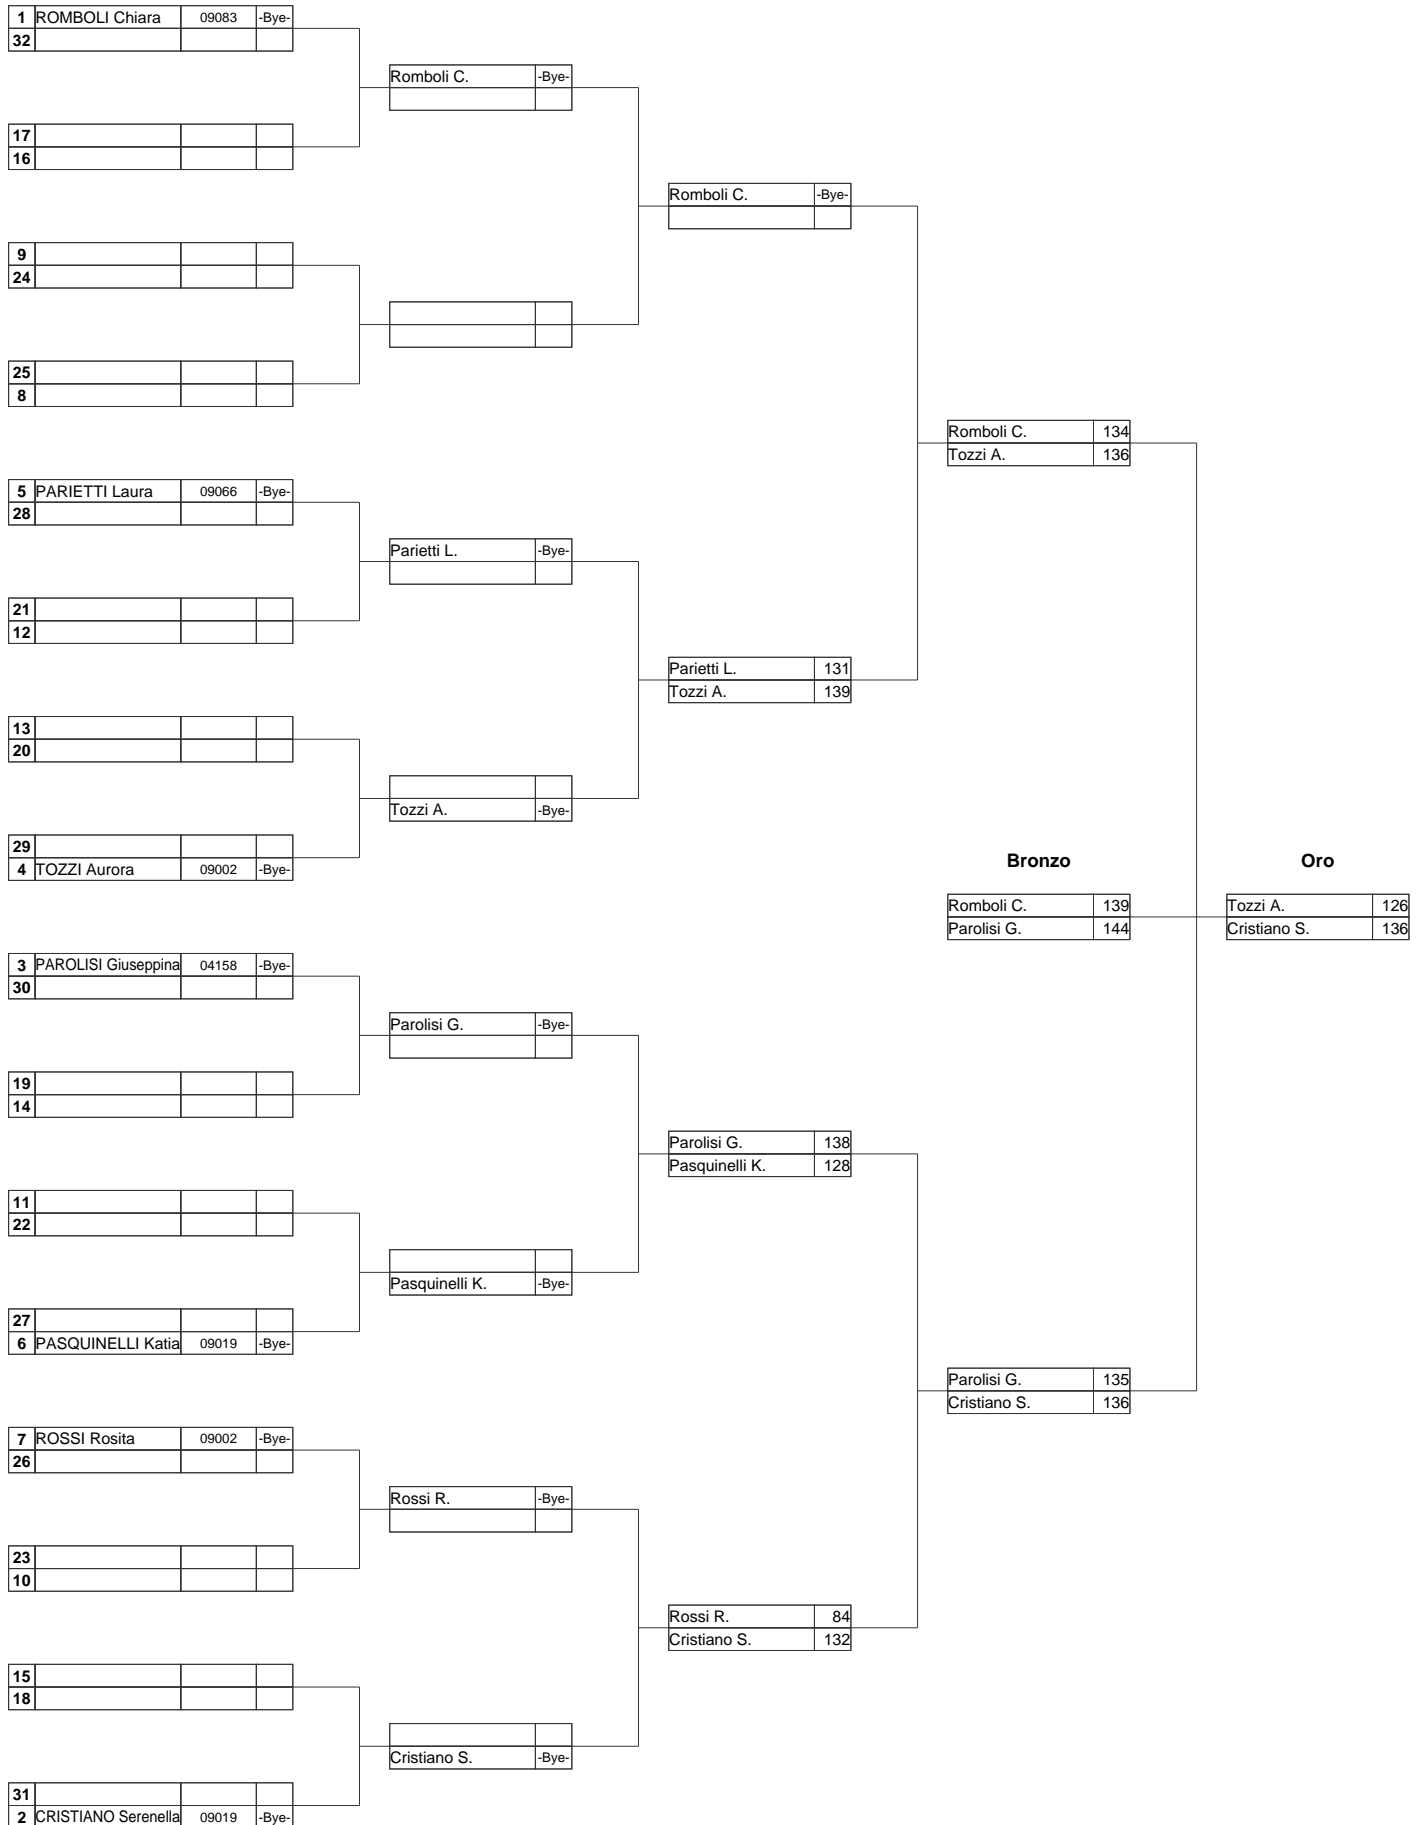 1 ROMBOLI Chiara 09083 -Bye-
32
Romboli C. -Bye-
17
16
Romboli C. -Bye-
9
24
25
8
Romboli C. 134
Tozzi A. 136
5 PARIETTI Laura 09066 -Bye-
28
Parietti L. -Bye-
21
12
Parietti L. 131
Tozzi A. 139
13
20
Tozzi A. -Bye-
29
4 TOZZI Aurora 09002 -Bye-
Bronzo Oro
Romboli C. 139 Tozzi A. 126
Parolisi G. 144 Cristiano S. 136
3 PAROLISI Giuseppina 04158 -Bye-
30
Parolisi G. -Bye-
19
14
Parolisi G. 138
Pasquinelli K. 128
11
22
Pasquinelli K. -Bye-
27
6 PASQUINELLI Katia 09019 -Bye-
Parolisi G. 135
Cristiano S. 136
7 ROSSI Rosita 09002 -Bye-
26
Rossi R. -Bye-
23
10
Rossi R. 84
Cristiano S. 132
15
18
Cristiano S. -Bye-
31
2 CRISTIANO Serenella 09019 -Bye-